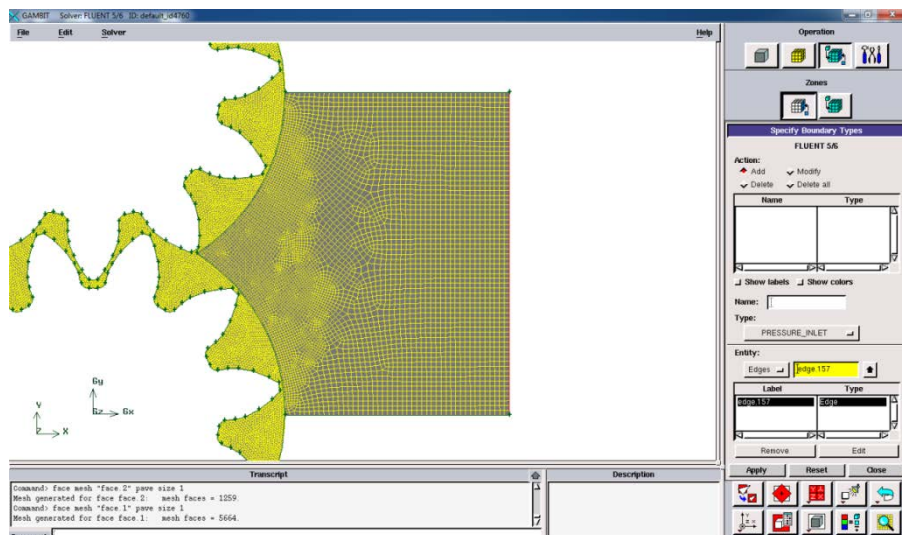 GAMBIT Solver: FLUENT 5/6 ID: default_id4760
File Edit Solver Help
Operation
Zones
Specify Boundary Types
FLUENT 5/6
Action:
Add Modify
Delete Delete all
Name Type
Show labels Show colors
Name:
Type:
PRESSURE_INLET
Entity:
Edges edge.157
Label Type
edge.157 Edge
Remove Edit
Apply Reset Close
Gy
Gz Gx
Y
Z X
Transcript Description
Command> face mesh "face.2" pave size 1
Mesh generated for face face.2: mesh faces = 1259.
Command> face mesh "face.1" pave size 1
Mesh generated for face face.1: mesh faces = 5664.